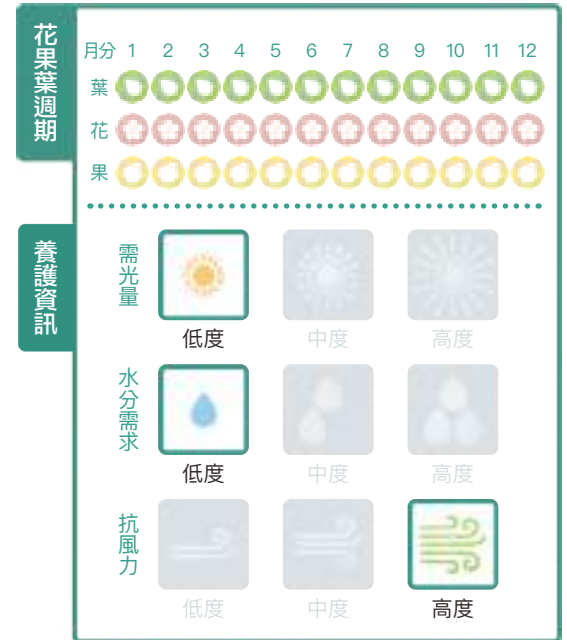 花果葉週期
月分 1 2 3 4 5 6 7 8 9 10 11 12
葉
花
果
養護資訊
需光量
低度 中度 高度
水分需求
低度 中度 高度
抗風力
低度 中度 高度